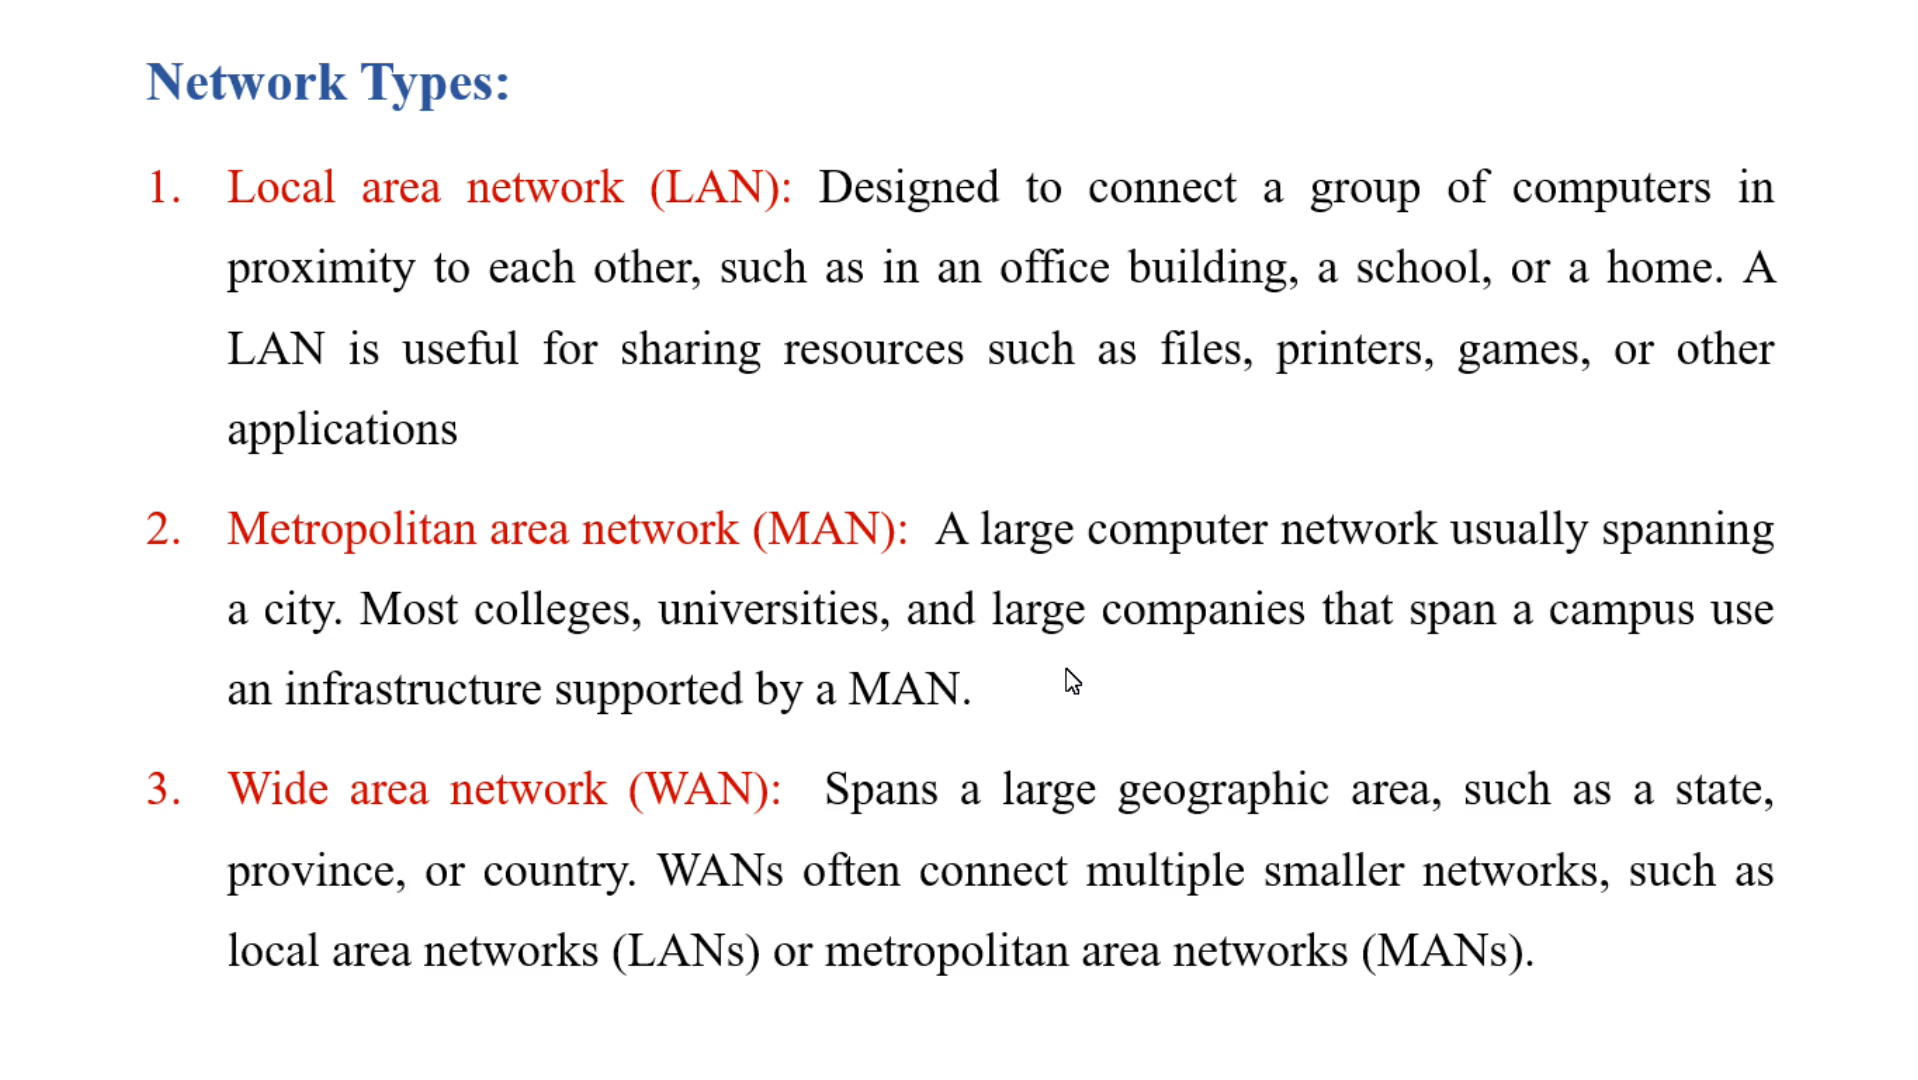 Network Types:
1. Local area network (LAN): Designed to connect a group of computers in
proximity to each other, such as in an office building, a school, or a home. A
LAN is useful for sharing resources such as files, printers, games, or other
applications
2. Metropolitan area network (MAN): A large computer network usually spanning
a city. Most colleges, universities, and large companies that span a campus use
an infrastructure supported by a MAN.
3. Wide area network (WAN): Spans a large geographic area, such as a state,
province, or country. WANs often connect multiple smaller networks, such as
local area networks (LANs) or metropolitan area networks (MANs).